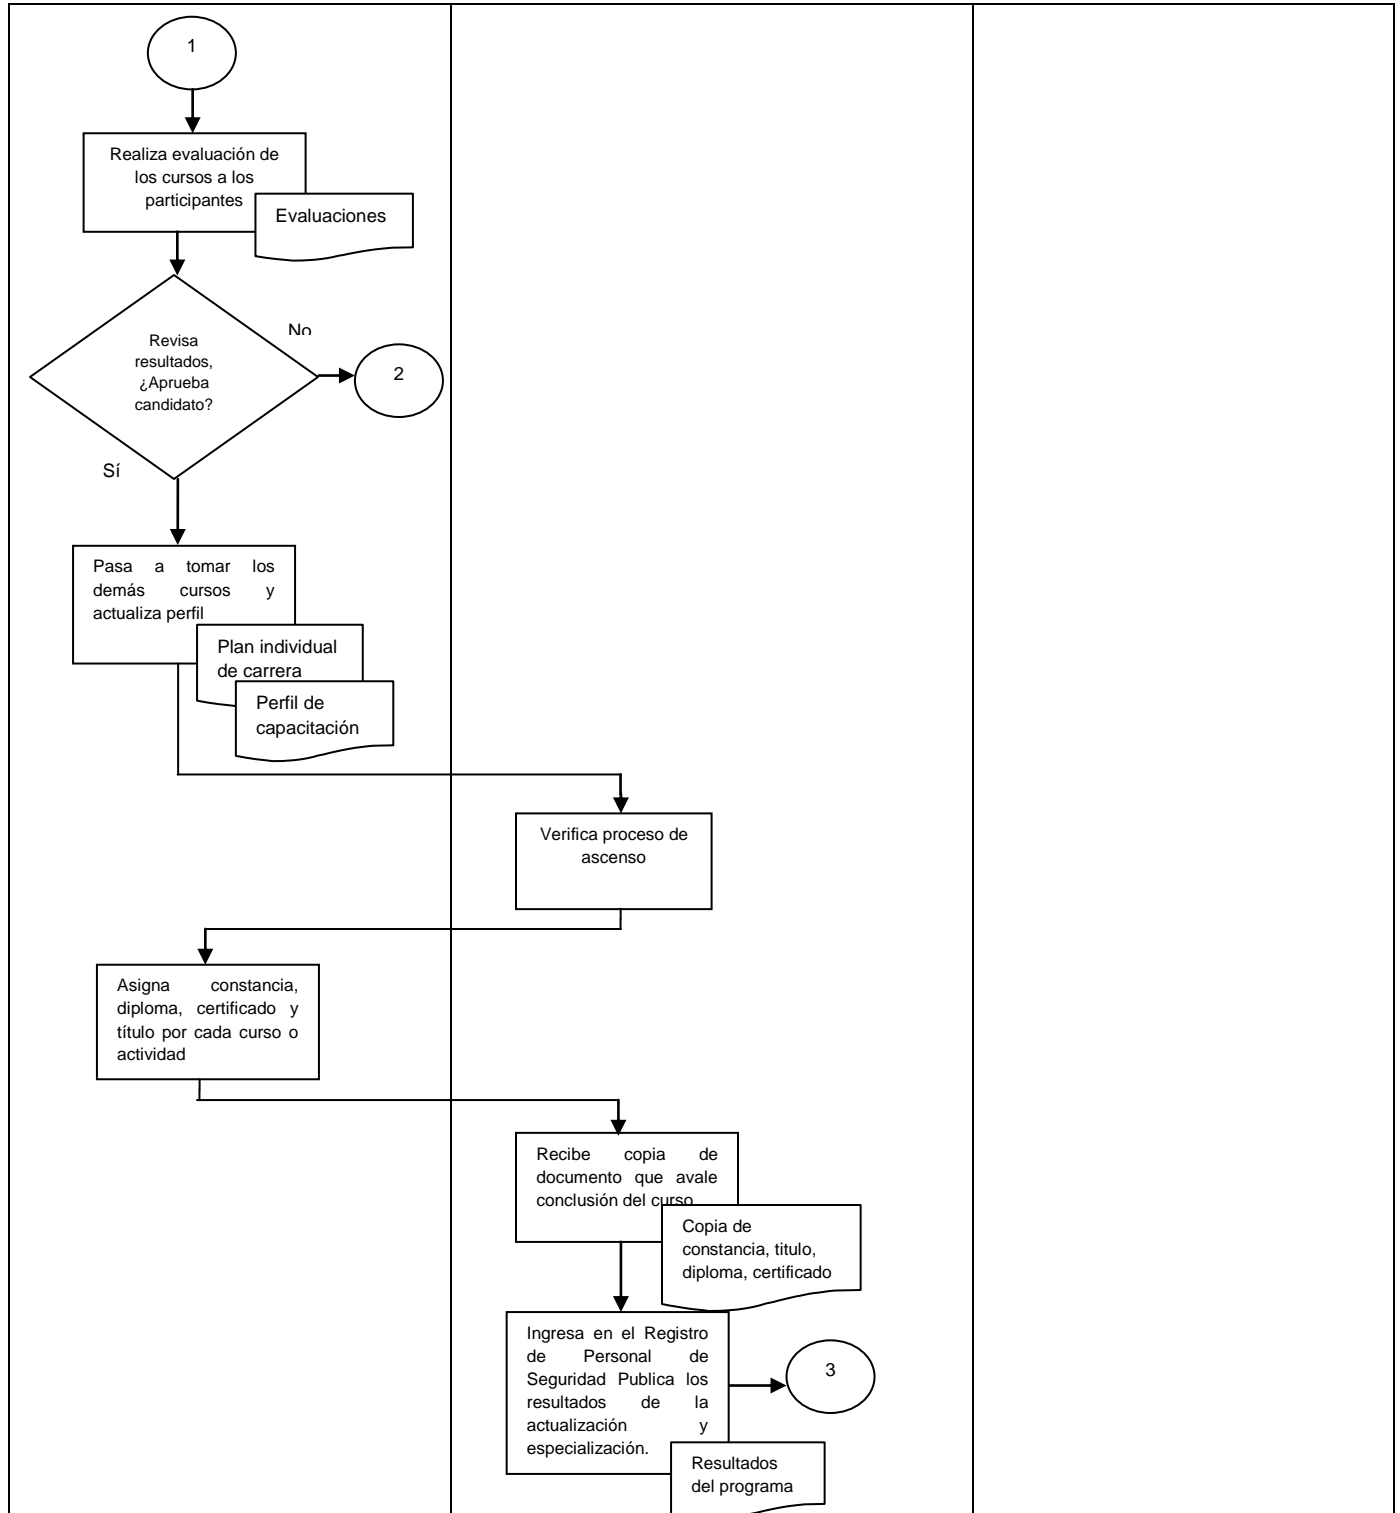 1
Realiza evaluación de
los cursos a los
participantes
Evaluaciones
No
Revisa
resultados,
¿Aprueba
candidato?
2
Sí
Pasa a tomar los
demás cursos y
actualiza perfil
Plan individual
de carrera
Perfil de
capacitación
Verifica proceso de
ascenso
Asigna constancia,
diploma, certificado y
título por cada curso o
actividad
Recibe copia de
documento que avale
conclusión del curso
Copia de
constancia, titulo,
diploma, certificado
Ingresa en el Registro
de Personal de
Seguridad Publica los
resultados de la
actualización y
especialización.
3
Resultados
del programa